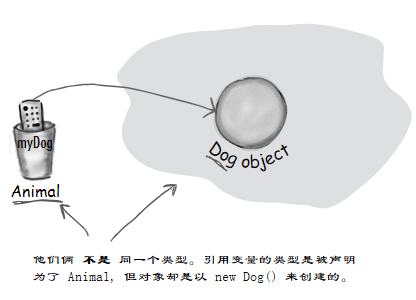 myDog
Animal
Dog object
他们俩 不是 同一个类型。引用变量的类型是被声明
为了 Animal, 但对象却是以 new Dog() 来创建的。